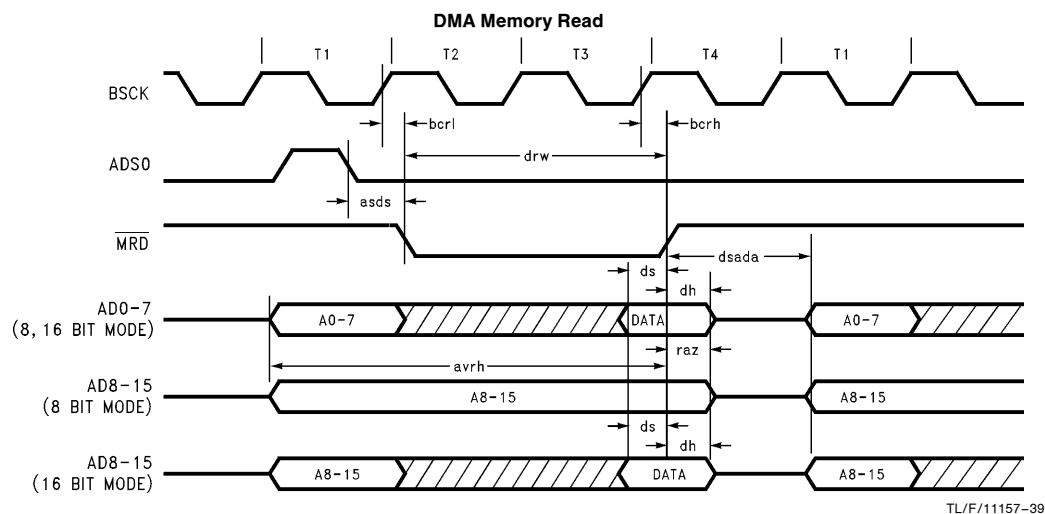 DMA Memory Read
T1 T2 T3 T4 T1
BSCK
bcrl bcrh
drw
ADS0
asds
MRD
dsada
ds
dh
AD0-7
(8, 16 BIT MODE)
A0-7 DATA A0-7
raz
avrh
AD8-15
(8 BIT MODE)
A8-15 A8-15
ds
dh
AD8-15
(16 BIT MODE)
A8-15 DATA A8-15
TL/F/11157-39